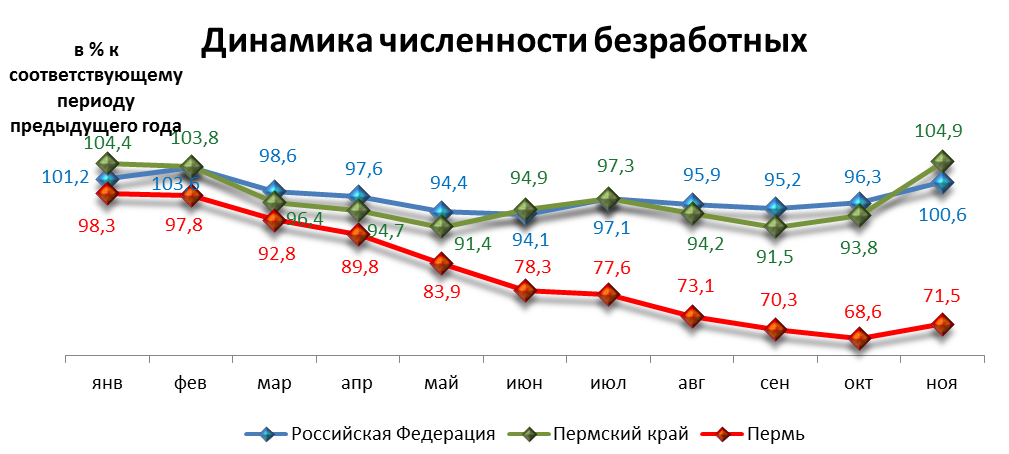 Динамика численности безработных
в % к
соответствующему
периоду
предыдущего года
104,4 103,8 98,6 97,6 94,4 94,9 97,3 95,9 95,2 96,3 104,9
101,2 103,6 96,4 94,7 91,4 94,1 97,1 94,2 91,5 93,8 100,6
98,3 97,8 92,8 89,8 83,9 78,3 77,6 73,1 70,3 68,6 71,5
янв фев мар апр май июн июл авг сен окт ноя
Российская Федерация Пермский край Пермь